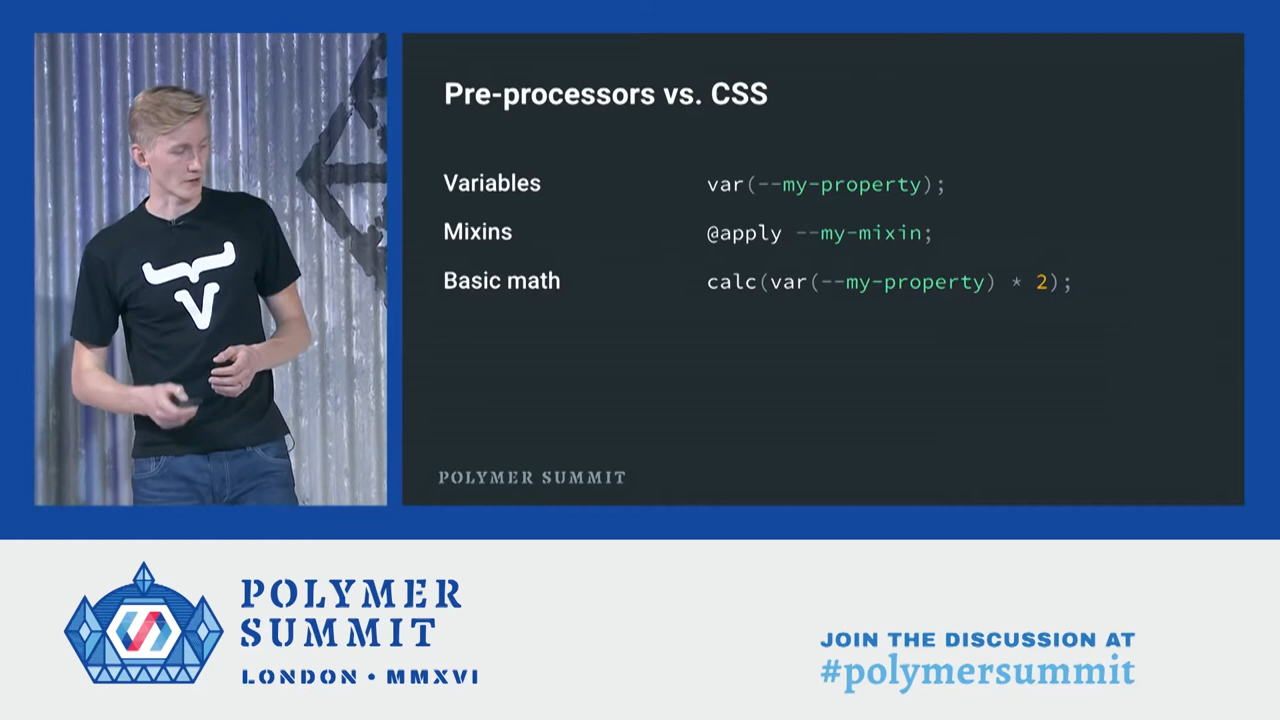 Pre-processors vs. CSS
Variables var(--my-property);
Mixins @apply --my-mixin;
Basic math calc(var(--my-property) * 2);
POLYMER SUMMIT
POLYMER
SUMMIT
LONDON • MMXVI
JOIN THE DISCUSSION AT
#polymersummit